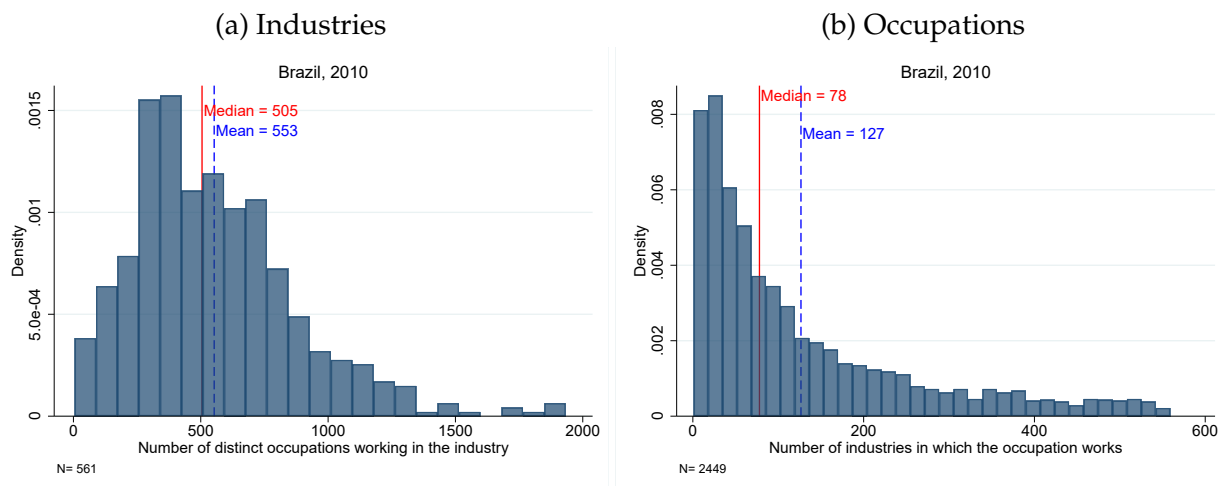 (a) Industries
Brazil, 2010
Median = 505
Mean = 553
Density
0
5.0e-04
.001
.0015
0
500
1000
1500
2000
Number of distinct occupations working in the industry
N= 561
(b) Occupations
Brazil, 2010
Median = 78
Mean = 127
Density
0
.002
.004
.006
.008
0
200
400
600
Number of industries in which the occupation works
N= 2449